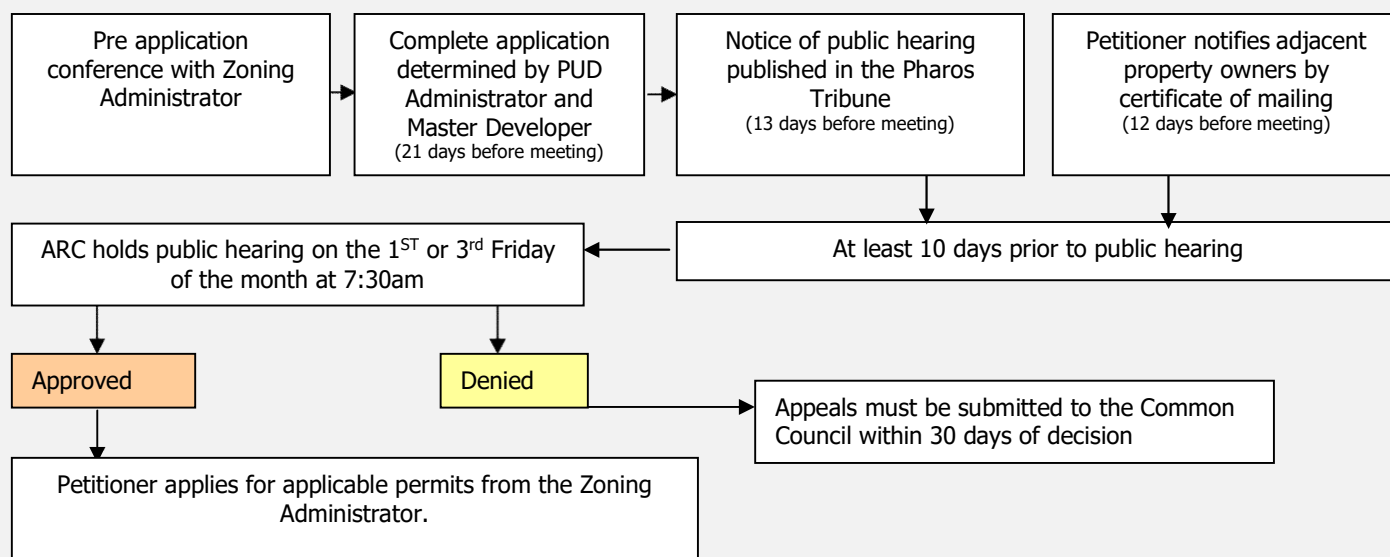 Pre application
conference with Zoning
Administrator
Complete application
determined by PUD
Administrator and
Master Developer
(21 days before meeting)
Notice of public hearing
published in the Pharos
Tribune
(13 days before meeting)
Petitioner notifies adjacent
property owners by
certificate of mailing
(12 days before meeting)
At least 10 days prior to public hearing
ARC holds public hearing on the 1ST or 3rd Friday
of the month at 7:30am
Approved
Denied
Appeals must be submitted to the Common
Council within 30 days of decision
Petitioner applies for applicable permits from the Zoning
Administrator.